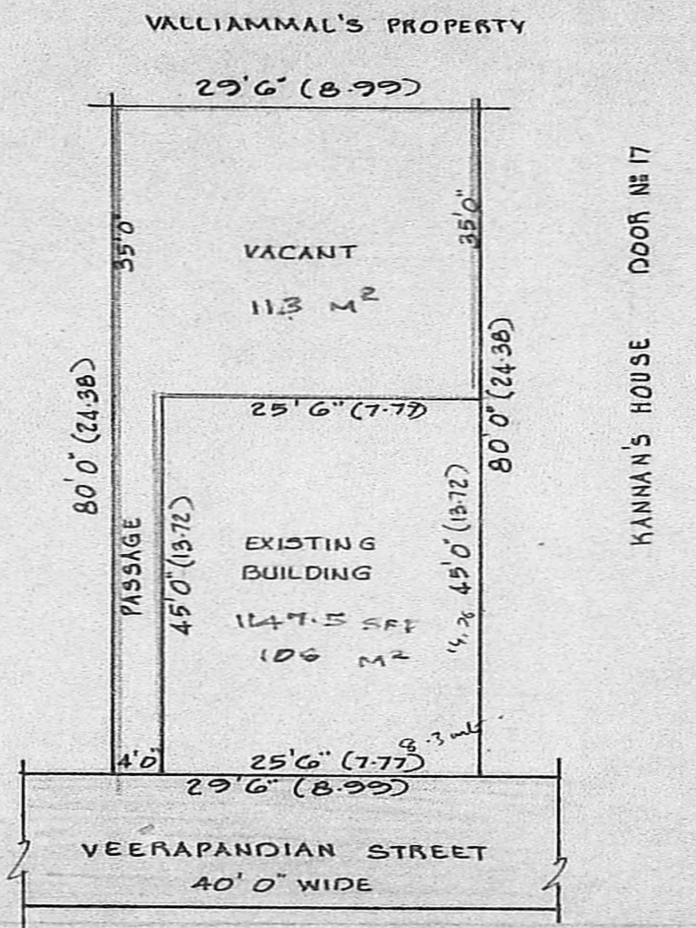 VALLIAMMAL'S PROPERTY
29'6" (8.99)
35'0"
35'0"
VACANT
113 M²
KANNAN'S HOUSE DOOR Nº 17
80'0" (24.38)
80'0" (24.38)
25'6" (7.77)
PASSAGE
45'0" (13.72)
EXISTING
BUILDING
1147.5 SFT
106 M²
45'0" (13.72)
14.26
8.3 mt
4'0"
25'6" (7.77)
29'6" (8.99)
VEERAPANDIAN STREET
40'0" WIDE